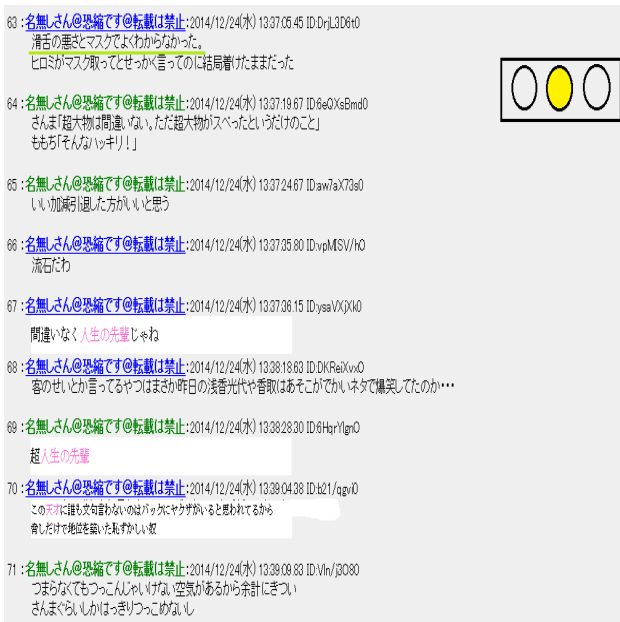 63 :名無しさん@恐縮です@転載は禁止:2014/12/24(水) 13:37:05.45 ID:DrjL3D6t0
滑舌の悪さとマスクでよくわからなかった。
ヒロミがマスク取ってとせっかく言ってのに結局着けたままだった
64 :名無しさん@恐縮です@転載は禁止:2014/12/24(水) 13:37:19.67 ID:6eQXsBmd0
さんま「超大物は間違いない。ただ超大物がスベったというだけのこと」
ももち「そんなハッキリ！」
65 :名無しさん@恐縮です@転載は禁止:2014/12/24(水) 13:37:24.67 ID:aw7aX73s0
いい加減引退した方がいいと思う
66 :名無しさん@恐縮です@転載は禁止:2014/12/24(水) 13:37:35.80 ID:vpMISV/hO
流石だわ
67 :名無しさん@恐縮です@転載は禁止:2014/12/24(水) 13:37:36.15 ID:ysaVXjXk0
間違いなく人生の先輩じゃね
68 :名無しさん@恐縮です@転載は禁止:2014/12/24(水) 13:38:18.63 ID:DKReiXvxO
客のせいとか言ってるやつはまさか昨日の浅香光代や香取はあそこがでかいネタで爆笑してたのか・・・
69 :名無しさん@恐縮です@転載は禁止:2014/12/24(水) 13:38:28.30 ID:6HqrYlgnO
超人生の先輩
70 :名無しさん@恐縮です@転載は禁止:2014/12/24(水) 13:39:04.38 ID:b21/qgvi0
この天才に誰も文句言わないのはバックにヤクザがいると思われてるから
脅しだけで地位を築いた恥ずかしい奴
71 :名無しさん@恐縮です@転載は禁止:2014/12/24(水) 13:39:09.83 ID:Vln/j3O80
つまらなくてもつっこんじゃいけない空気があるから余計にきつい
さんまぐらいしかはっきりつっこめないし